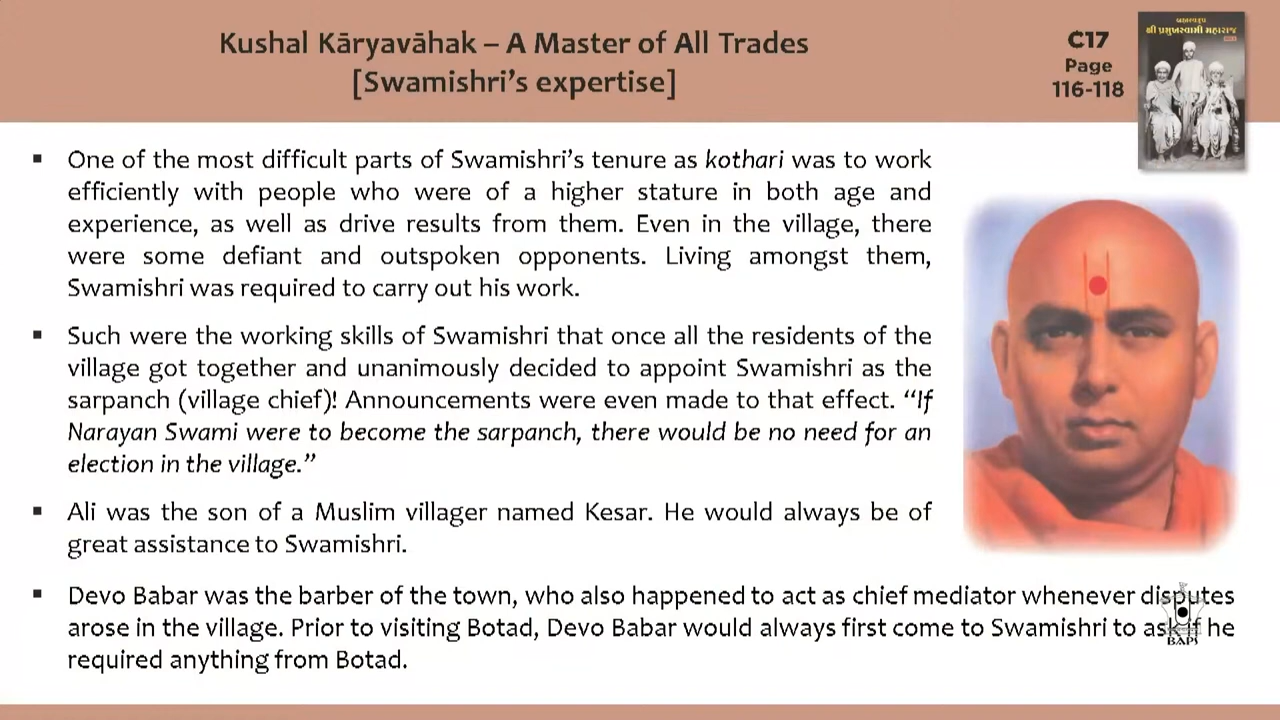 Kushal Kāryavāhak – A Master of All Trades
[Swamishri's expertise]
C17
Page
116-118
શ્રી પ્રમુખસ્વામી મહારાજ
▪ One of the most difficult parts of Swamishri's tenure as kothari was to work
efficiently with people who were of a higher stature in both age and
experience, as well as drive results from them. Even in the village, there
were some defiant and outspoken opponents. Living amongst them,
Swamishri was required to carry out his work.
▪ Such were the working skills of Swamishri that once all the residents of the
village got together and unanimously decided to appoint Swamishri as the
sarpanch (village chief)! Announcements were even made to that effect. "If
Narayan Swami were to become the sarpanch, there would be no need for an
election in the village."
▪ Ali was the son of a Muslim villager named Kesar. He would always be of
great assistance to Swamishri.
▪ Devo Babar was the barber of the town, who also happened to act as chief mediator whenever disputes
arose in the village. Prior to visiting Botad, Devo Babar would always first come to Swamishri to ask if he
required anything from Botad.
BAPS